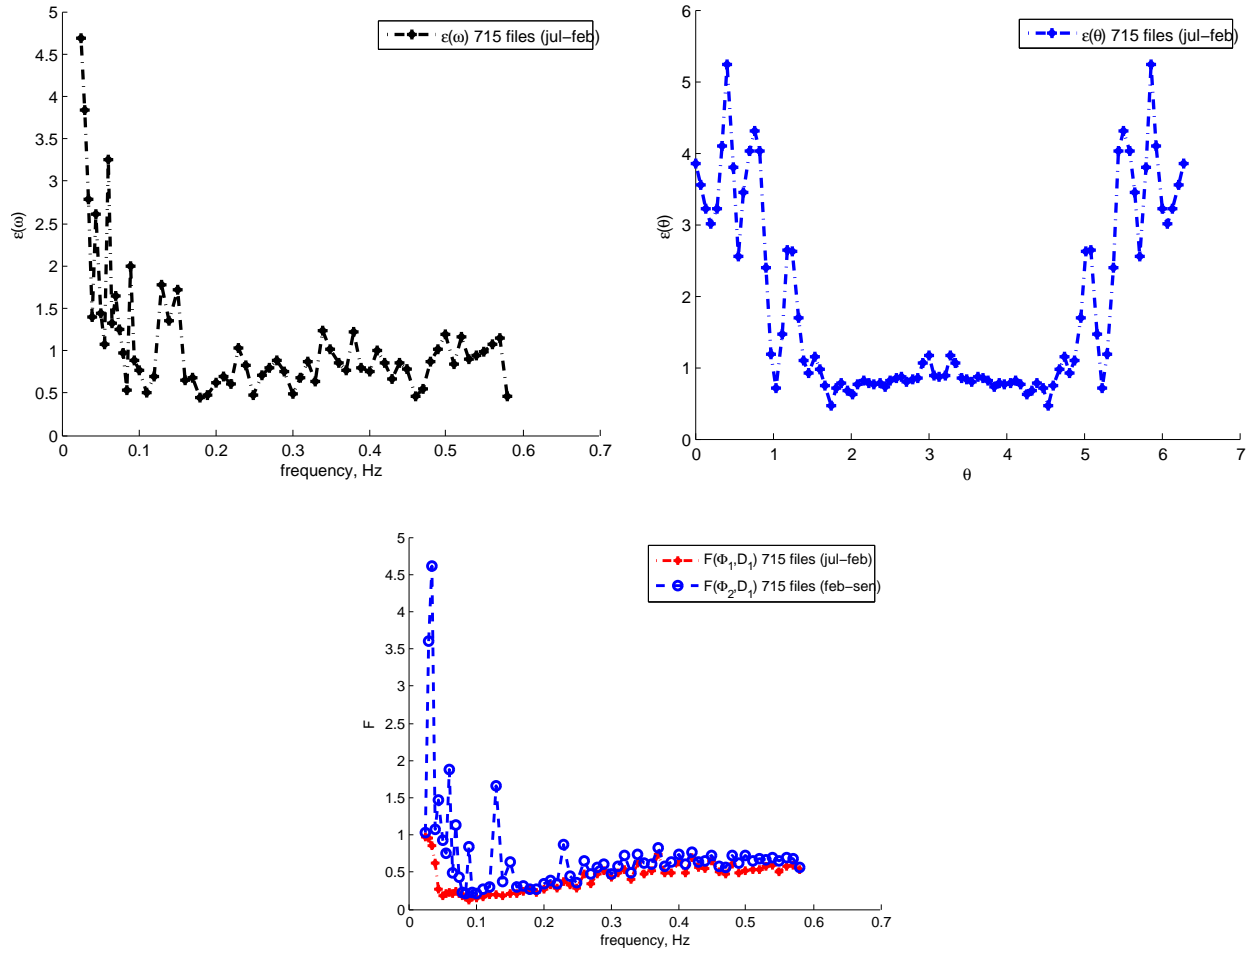 5
4.5
4
3.5
3
2.5
2
1.5
1
0.5
0
ε(ω)
ε(ω) 715 files (jul−feb)
0 0.1 0.2 0.3 0.4 0.5 0.6 0.7
frequency, Hz
6
5
4
3
2
1
0
ε(θ)
ε(θ) 715 files (jul−feb)
0 1 2 3 4 5 6 7
θ
5
4.5
4
3.5
3
2.5
2
1.5
1
0.5
0
F
F(Φ1,D1) 715 files (jul−feb)
F(Φ2,D1) 715 files (feb−sen)
0 0.1 0.2 0.3 0.4 0.5 0.6 0.7
frequency, Hz